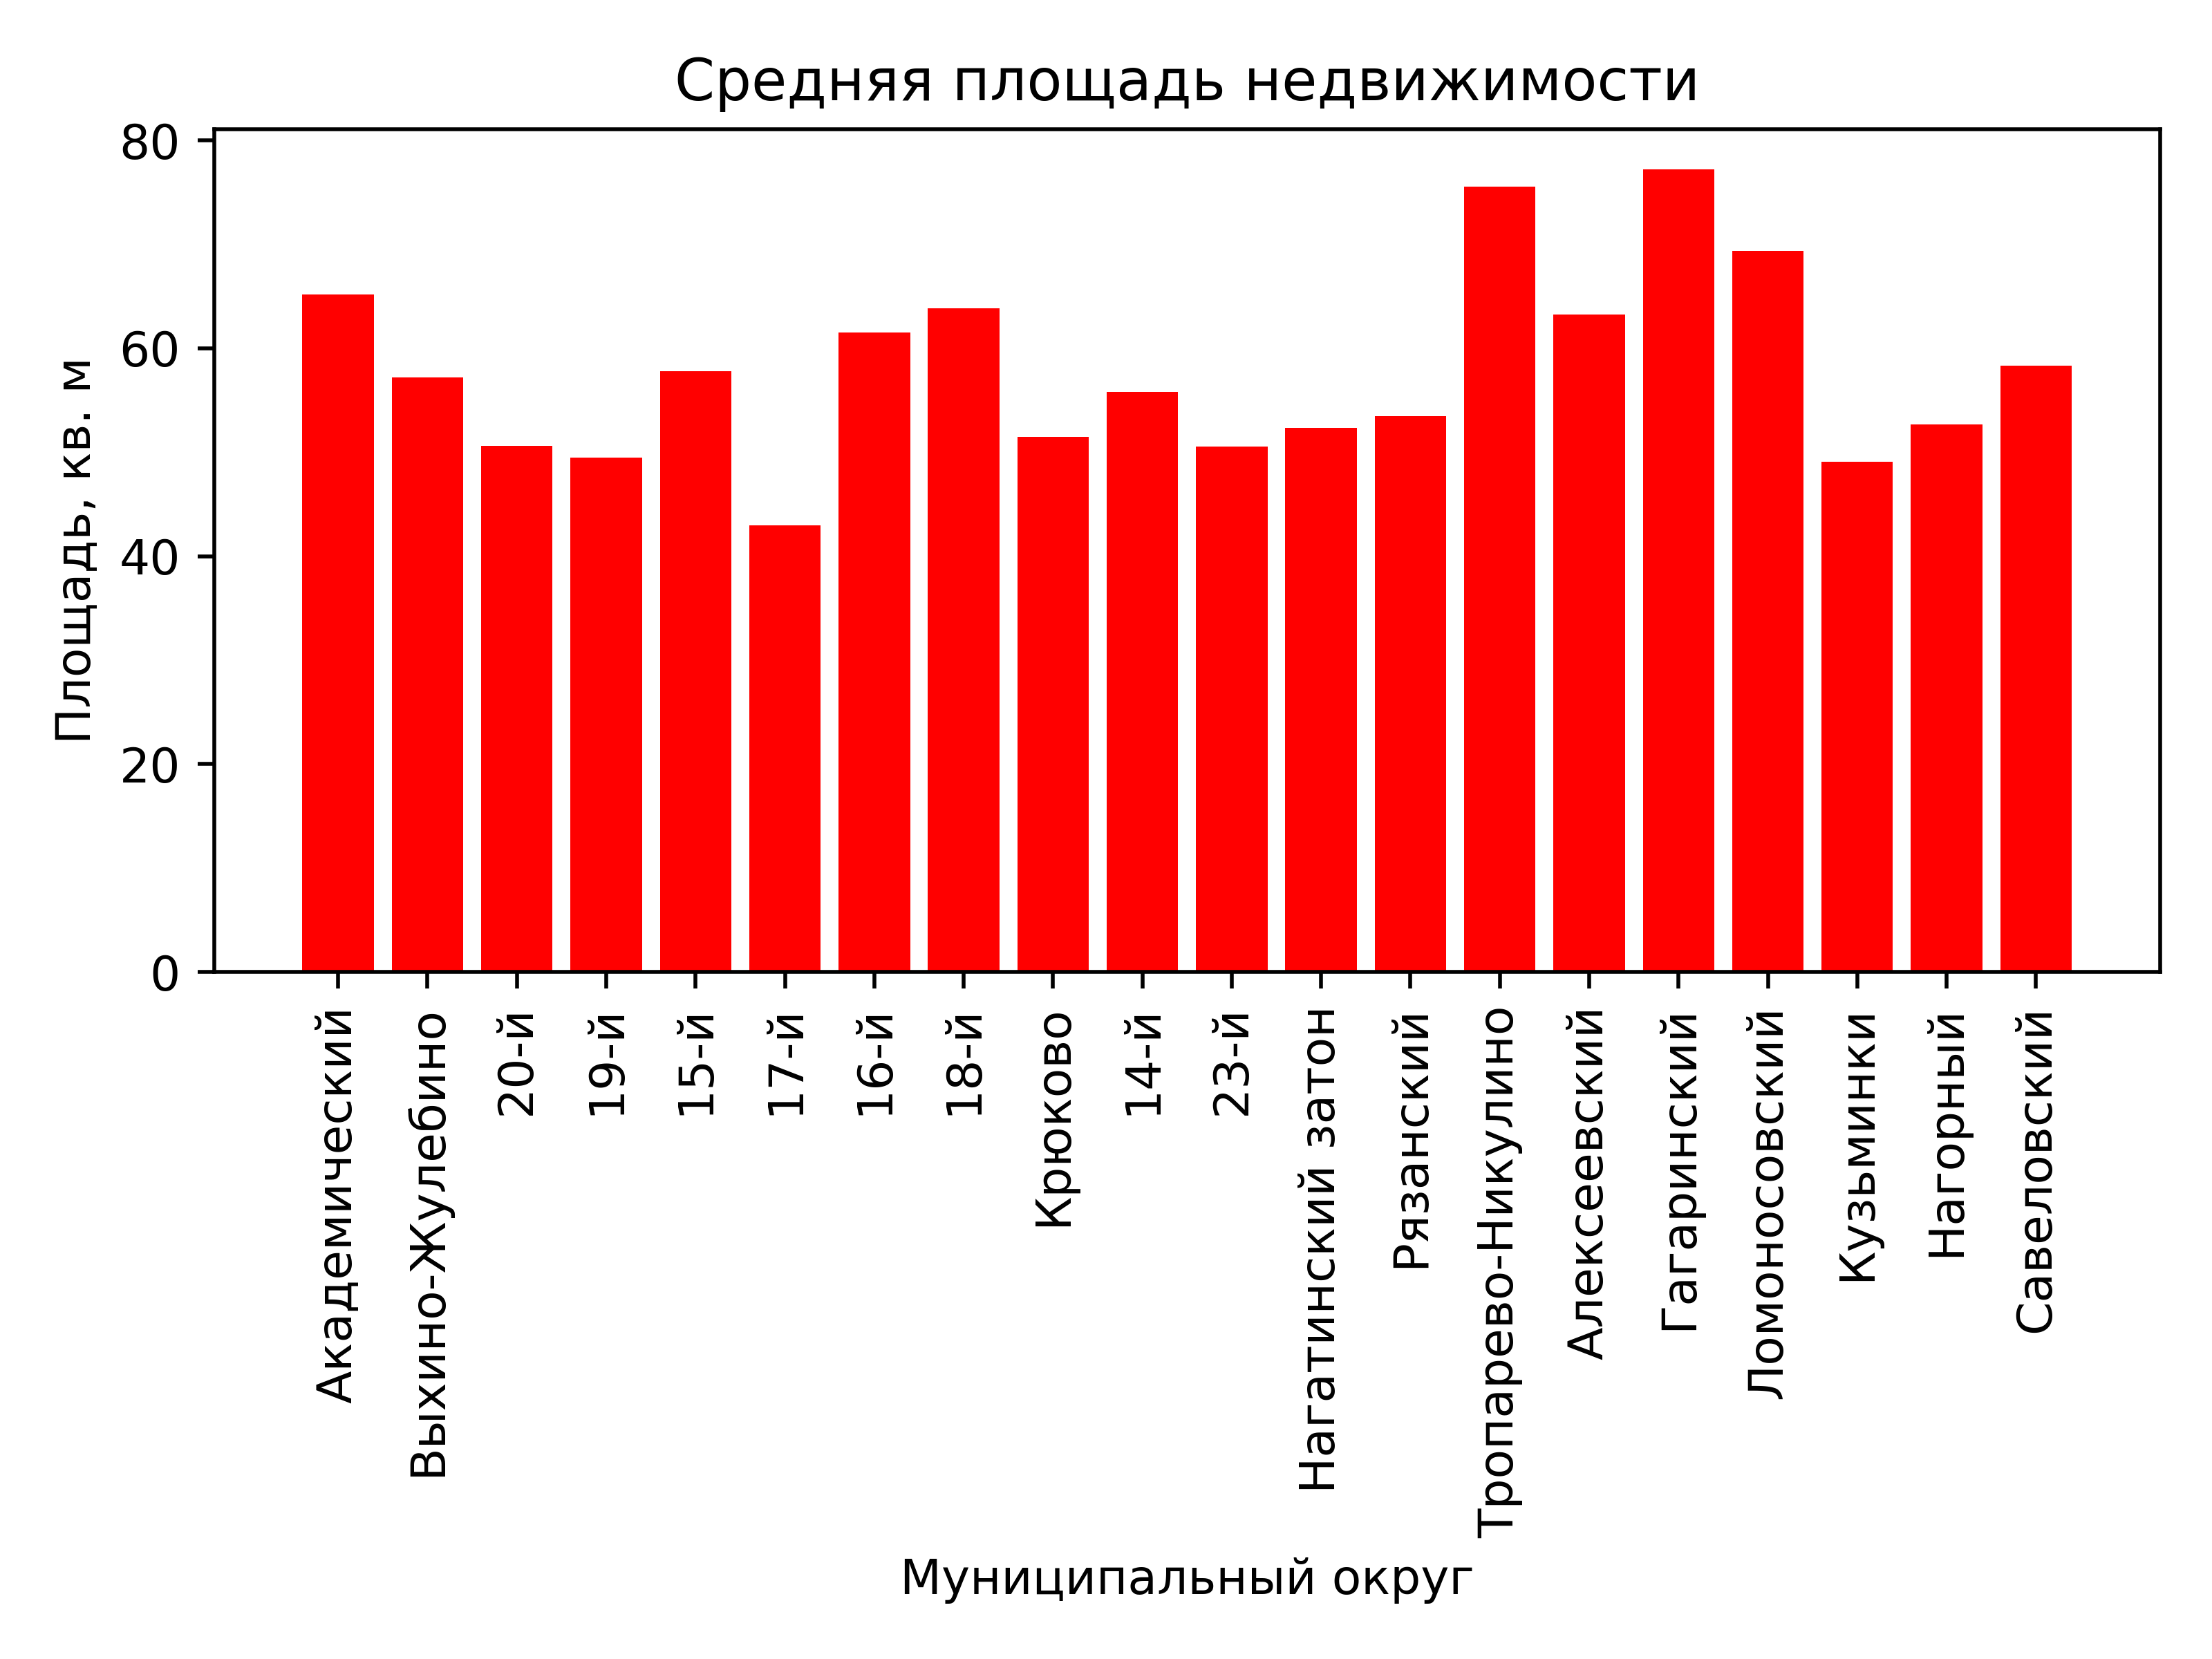 Средняя площадь недвижимости
Площадь, кв. м
80
60
40
20
0
Академический
Выхино-Жулебино
20-й
19-й
15-й
17-й
16-й
18-й
Крюково
14-й
23-й
Нагатинский затон
Рязанский
Тропарево-Никулино
Алексеевский
Гагаринский
Ломоносовский
Кузьминки
Нагорный
Савеловский
Муниципальный округ